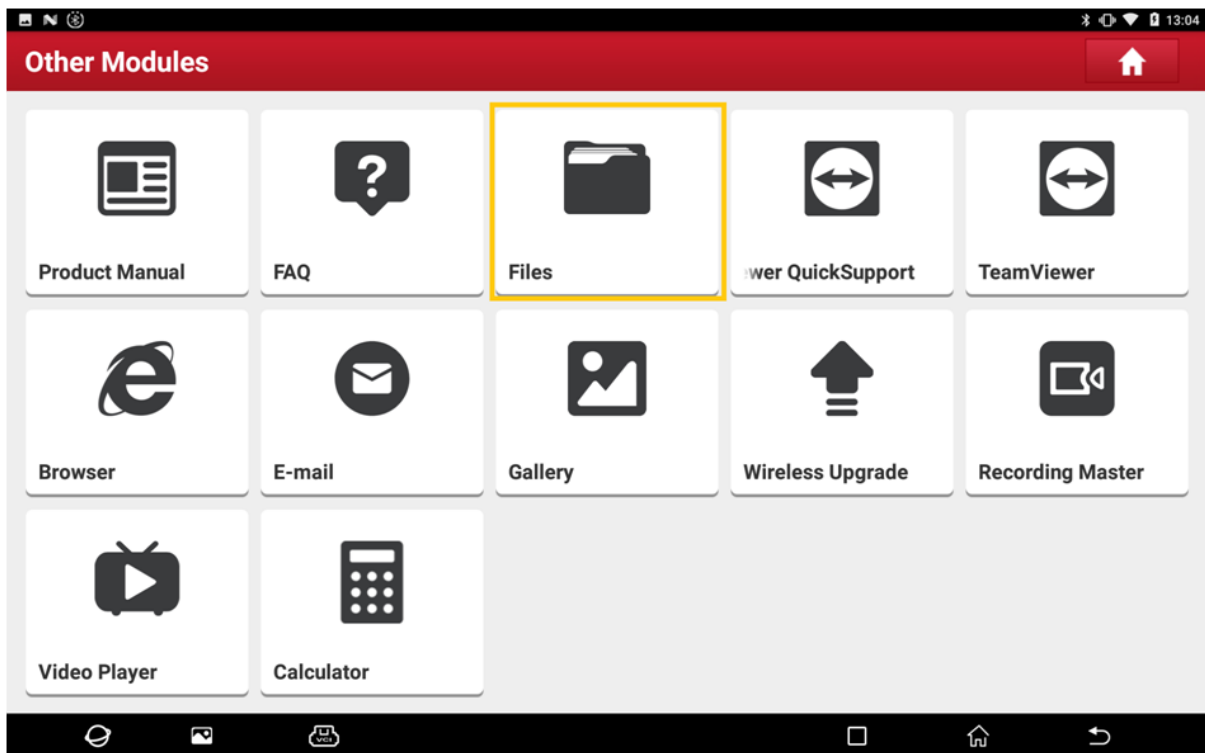 13:04
Other Modules
Product Manual
FAQ
Files
wer QuickSupport
TeamViewer
Browser
E-mail
Gallery
Wireless Upgrade
Recording Master
Video Player
Calculator
VCI